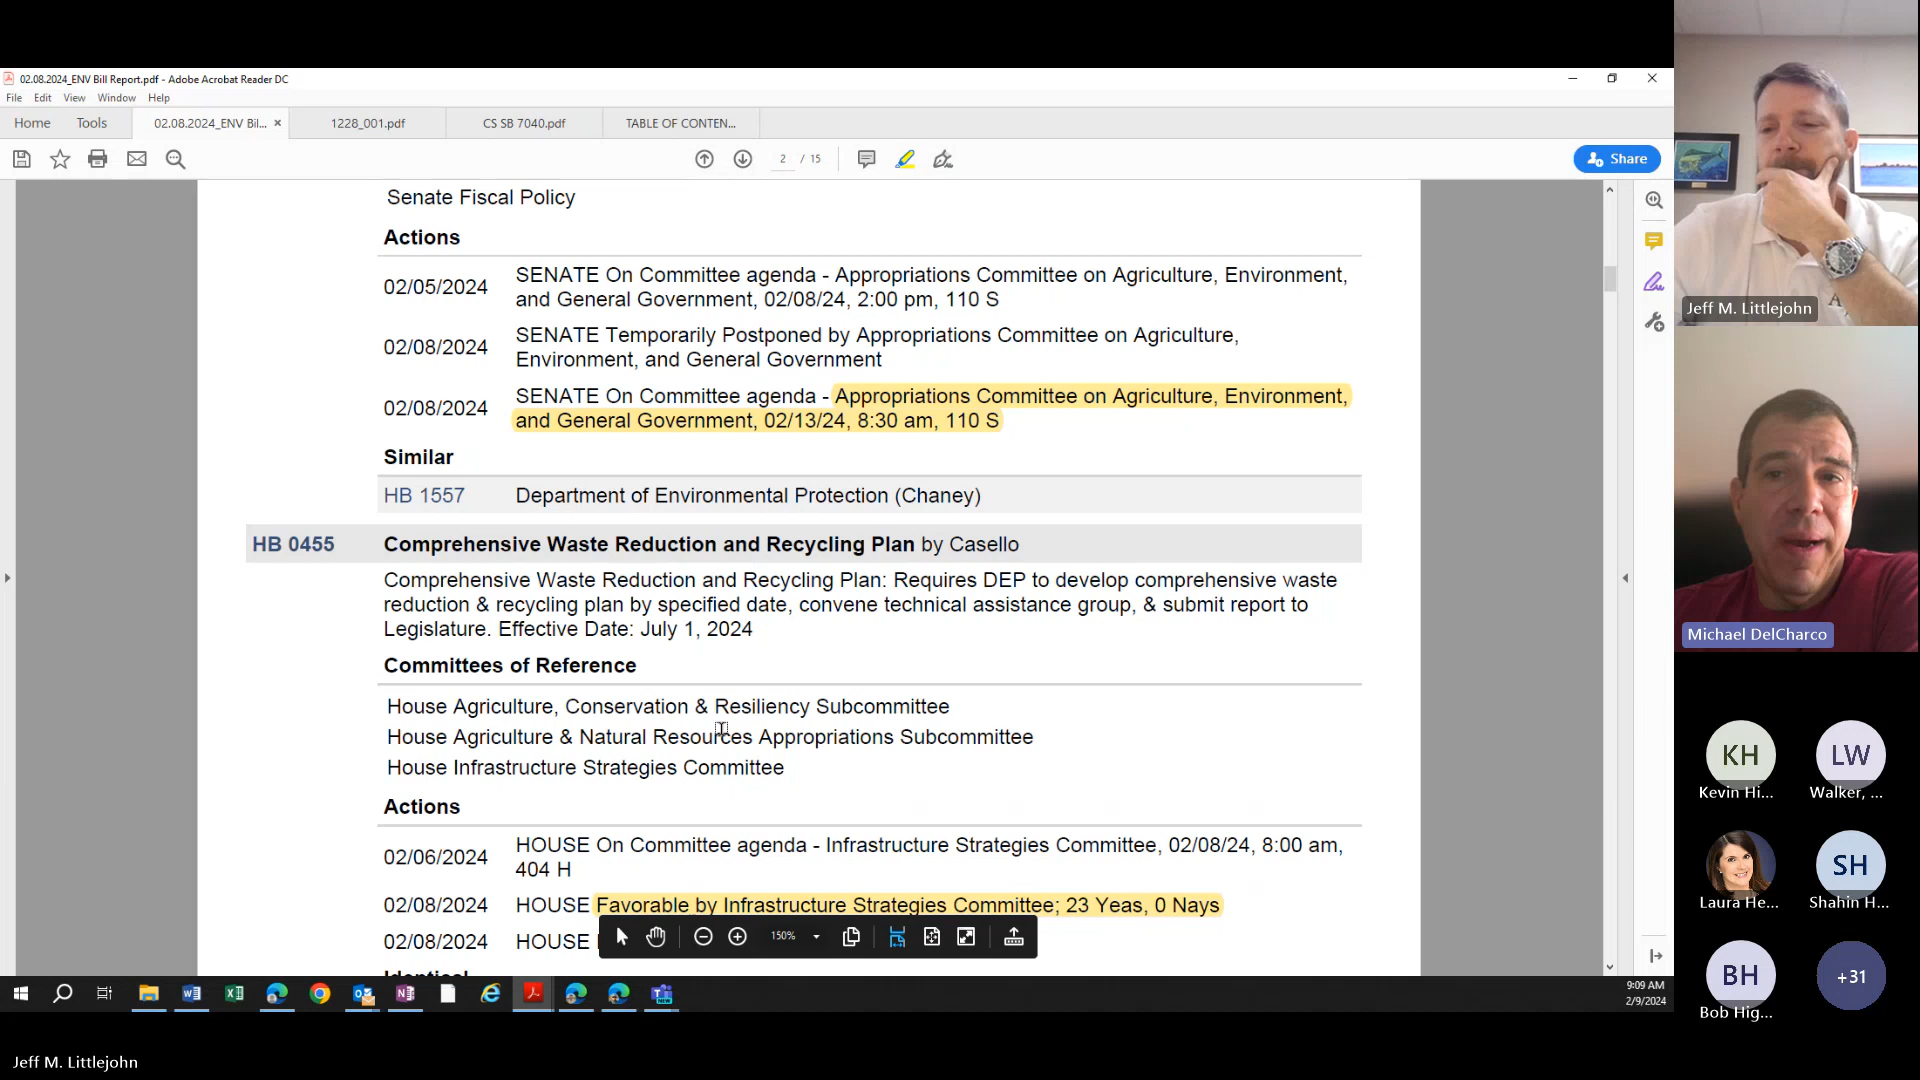 02.08.2024_ENV Bill Report.pdf - Adobe Acrobat Reader DC
File Edit View Window Help
Home Tools 02.08.2024_ENV Bil... × 1228_001.pdf CS SB 7040.pdf TABLE OF CONTEN...
2 / 15 Share
Senate Fiscal Policy
Actions
02/05/2024 SENATE On Committee agenda - Appropriations Committee on Agriculture, Environment,
and General Government, 02/08/24, 2:00 pm, 110 S
02/08/2024 SENATE Temporarily Postponed by Appropriations Committee on Agriculture,
Environment, and General Government
02/08/2024 SENATE On Committee agenda - Appropriations Committee on Agriculture, Environment,
and General Government, 02/13/24, 8:30 am, 110 S
Similar
HB 1557 Department of Environmental Protection (Chaney)
HB 0455 Comprehensive Waste Reduction and Recycling Plan by Casello
Comprehensive Waste Reduction and Recycling Plan: Requires DEP to develop comprehensive waste
reduction & recycling plan by specified date, convene technical assistance group, & submit report to
Legislature. Effective Date: July 1, 2024
Committees of Reference
House Agriculture, Conservation & Resiliency Subcommittee
House Agriculture & Natural Resources Appropriations Subcommittee
House Infrastructure Strategies Committee
Actions
02/06/2024 HOUSE On Committee agenda - Infrastructure Strategies Committee, 02/08/24, 8:00 am,
404 H
02/08/2024 HOUSE Favorable by Infrastructure Strategies Committee; 23 Yeas, 0 Nays
02/08/2024 HOUSE
150%
Identical
9:09 AM
2/9/2024
Jeff M. Littlejohn
Jeff M. Littlejohn
Michael DelCharco
KH LW
Kevin Hi... Walker, ...
SH
Laura He... Shahin H...
BH +31
Bob Hig...